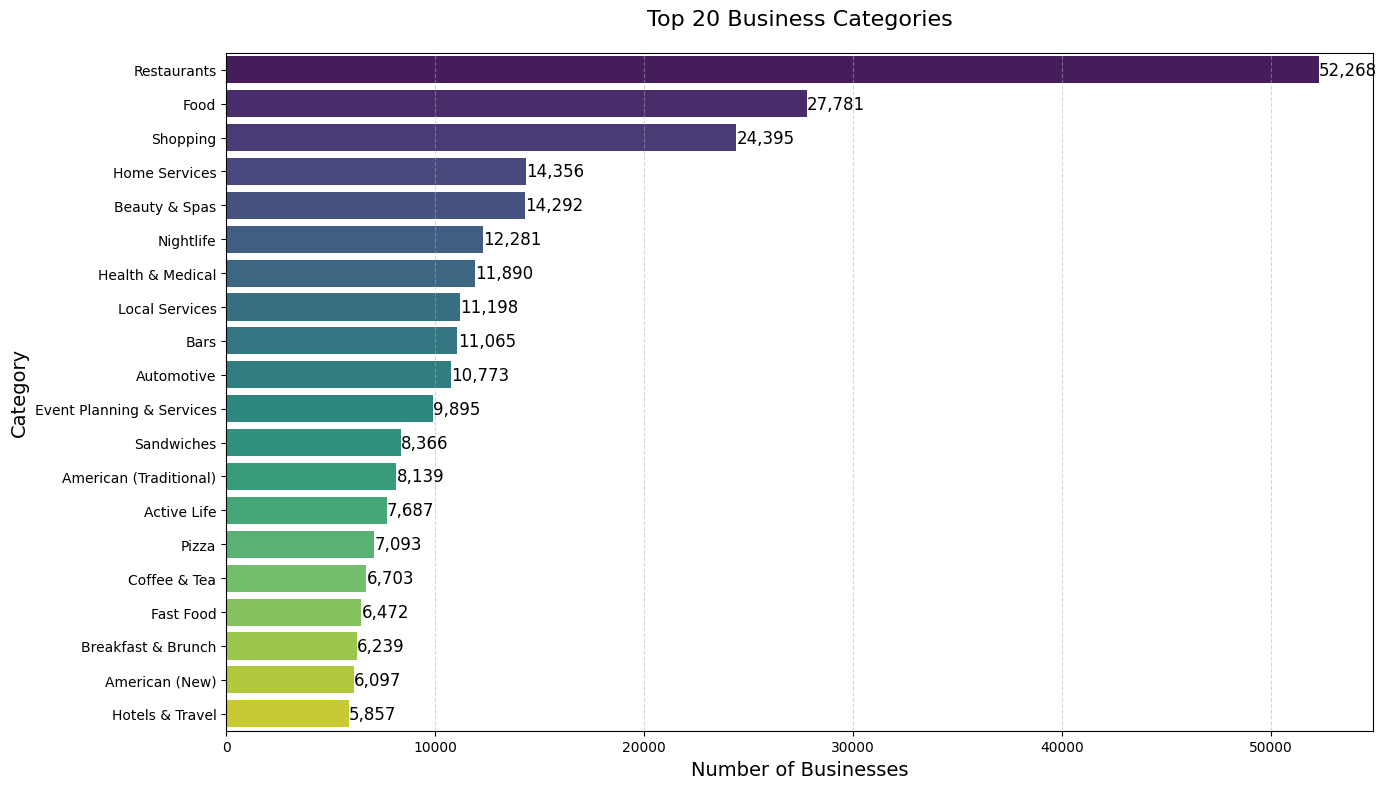 Top 20 Business Categories
Restaurants 52,268
Food 27,781
Shopping 24,395
Home Services 14,356
Beauty & Spas 14,292
Nightlife 12,281
Health & Medical 11,890
Local Services 11,198
Bars 11,065
Automotive 10,773
Event Planning & Services 9,895
Sandwiches 8,366
American (Traditional) 8,139
Active Life 7,687
Pizza 7,093
Coffee & Tea 6,703
Fast Food 6,472
Breakfast & Brunch 6,239
American (New) 6,097
Hotels & Travel 5,857
0 10000 20000 30000 40000 50000
Number of Businesses
Category